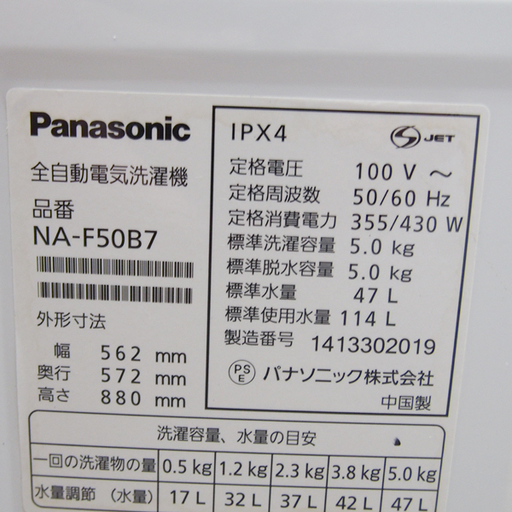 Panasonic
全自動電気洗濯機
品番
NA-F50B7
外形寸法
幅 562 mm
奥行 572 mm
高さ 880 mm
IPX4
S JET
定格電圧 100 V ～
定格周波数 50/60 Hz
定格消費電力 355/430 W
標準洗濯容量 5.0 kg
標準脱水容量 5.0 kg
標準水量 47 L
標準使用水量 114 L
製造番号 1413302019
PSE パナソニック株式会社
中国製
洗濯容量、水量の目安
一回の洗濯物の量 0.5 kg 1.2 kg 2.3 kg 3.8 kg 5.0 kg
水量調節 (水量) 17 L 32 L 37 L 42 L 47 L